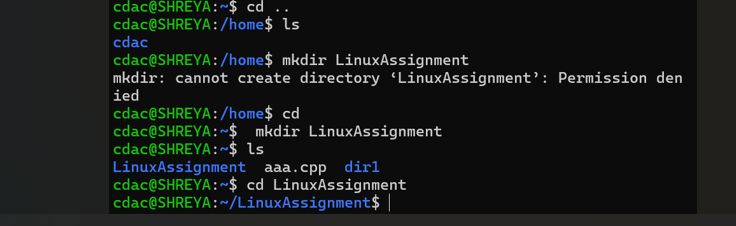 cdac@SHREYA:~$ cd ..
cdac@SHREYA:/home$ ls
cdac
cdac@SHREYA:/home$ mkdir LinuxAssignment
mkdir: cannot create directory ‘LinuxAssignment’: Permission den
ied
cdac@SHREYA:/home$ cd
cdac@SHREYA:~$  mkdir LinuxAssignment
cdac@SHREYA:~$ ls
LinuxAssignment  aaa.cpp  dir1
cdac@SHREYA:~$ cd LinuxAssignment
cdac@SHREYA:~/LinuxAssignment$